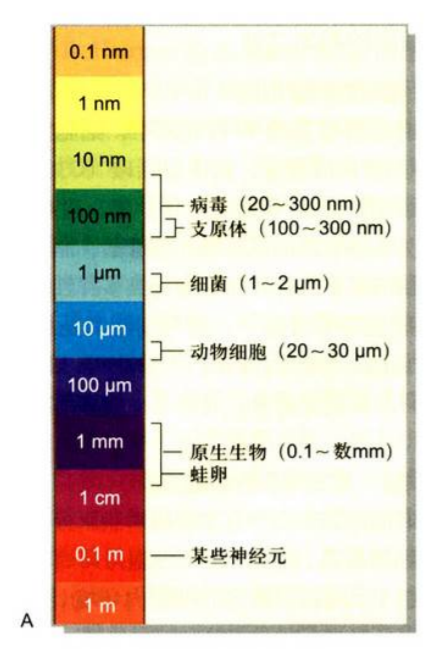 0.1 nm
1 nm
10 nm
100 nm
病毒（20～300 nm）
支原体（100～300 nm）
1 μm
细菌（1～2 μm）
10 μm
动物细胞（20～30 μm）
100 μm
1 mm
原生生物（0.1～数mm）
蛙卵
1 cm
0.1 m
某些神经元
1 m
A